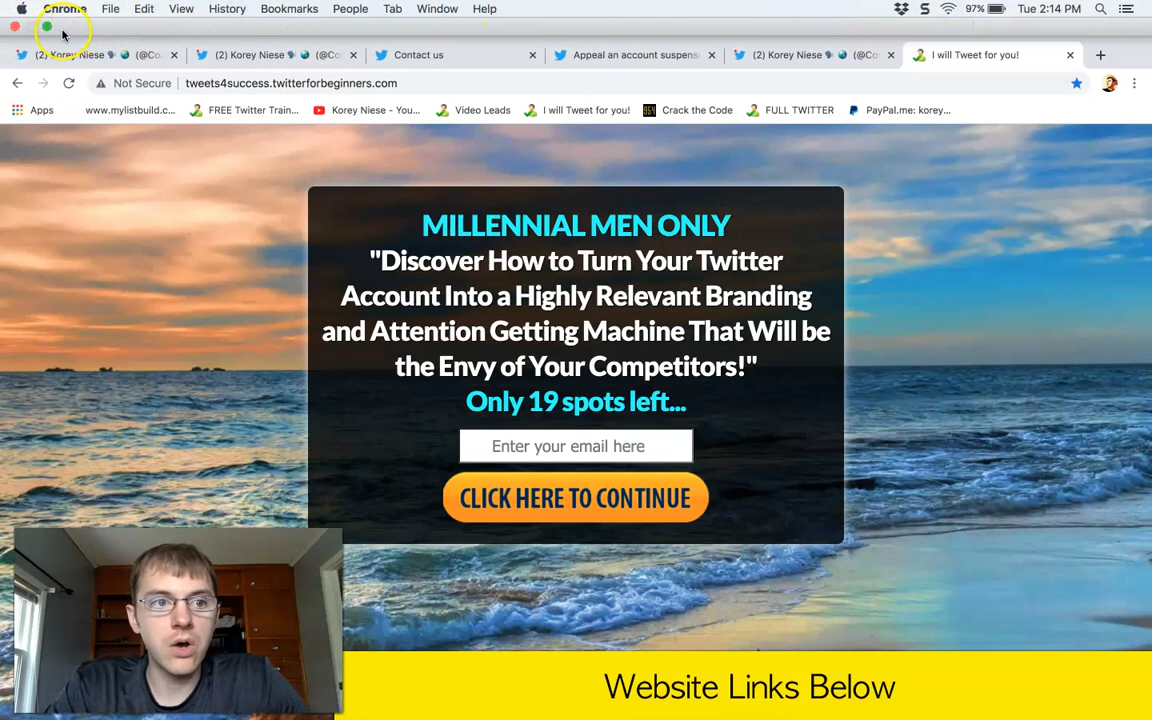 Chrome File Edit View History Bookmarks People Tab Window Help 97% Tue 2:14 PM
(2) Korey Niese (@Co (2) Korey Niese (@Co Contact us Appeal an account suspens (2) Korey Niese (@Co I will Tweet for you!
Not Secure tweets4success.twitterforbeginners.com
Apps www.mylistbuild.c... FREE Twitter Train... Korey Niese - You... Video Leads I will Tweet for you! Crack the Code FULL TWITTER PayPal.me: korey...
MILLENNIAL MEN ONLY
"Discover How to Turn Your Twitter
Account Into a Highly Relevant Branding
and Attention Getting Machine That Will be
the Envy of Your Competitors!"
Only 19 spots left...
Enter your email here
CLICK HERE TO CONTINUE
Website Links Below